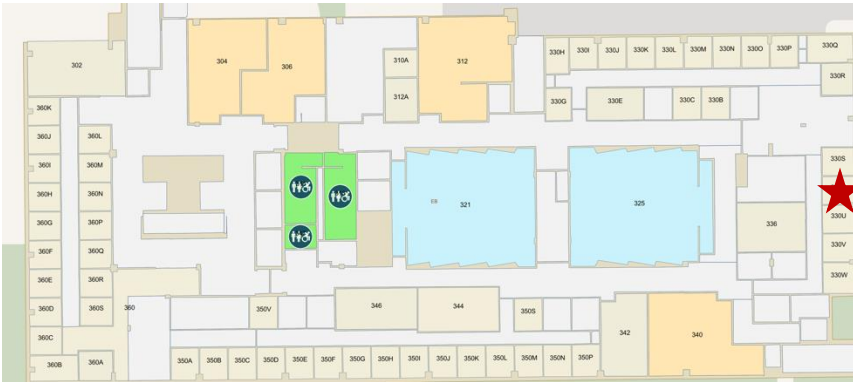 302
304
306
310A
312A
312
330H
330I
330J
330K
330L
330M
330N
330O
330P
330Q
330R
330G
330E
330C
330B
360K
360J
360I
360H
360G
360F
360E
360D
360C
360B
360L
360M
360N
360P
360Q
360R
360S
360A
360
321
325
336
330S
330U
330V
330W
350V
346
344
350S
342
340
350A
350B
350C
350D
350E
350F
350G
350H
350I
350J
350K
350L
350M
350N
350P